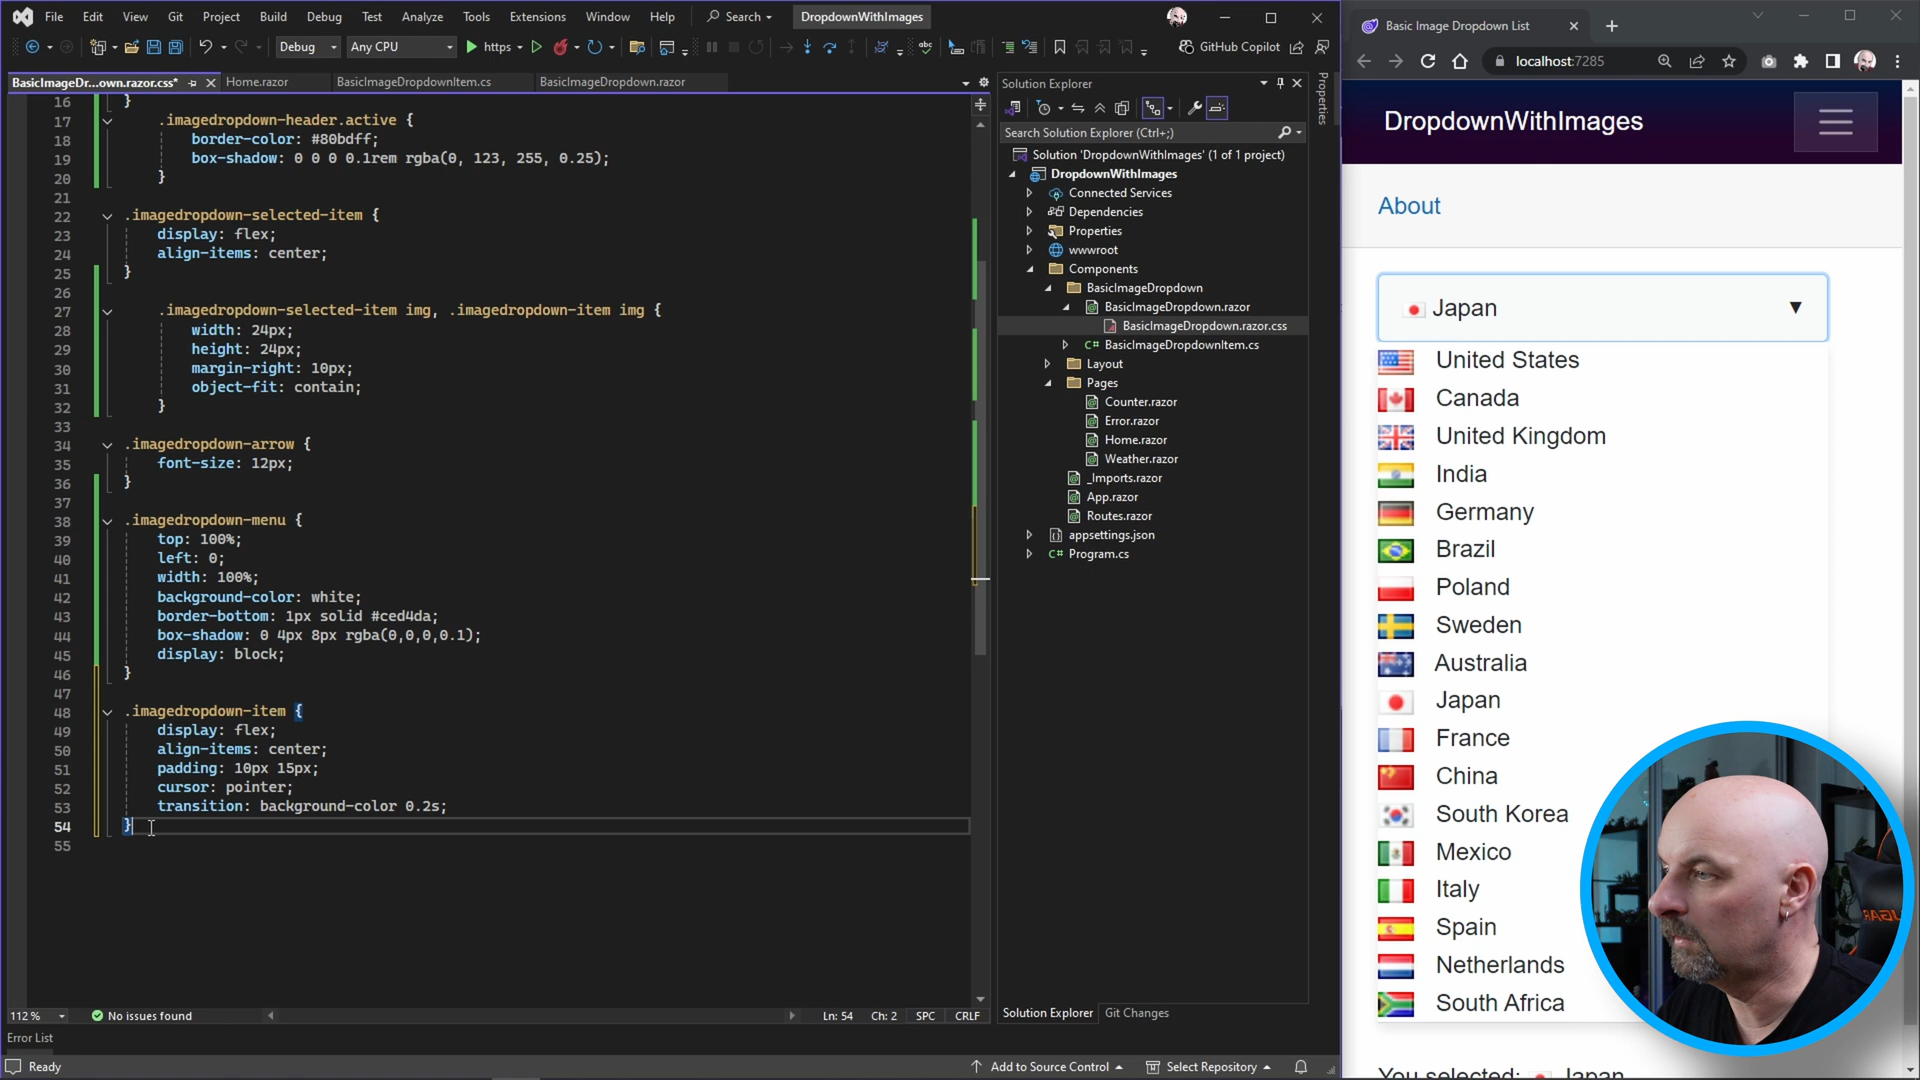 File Edit View Git Project Build Debug Test Analyze Tools Extensions Window Help Search DropdownWithImages
Debug Any CPU https GitHub Copilot
BasicImageDr...own.razor.css* Home.razor BasicImageDropdownItem.cs BasicImageDropdown.razor
16 }
17 .imagedropdown-header.active {
18 border-color: #80bdff;
19 box-shadow: 0 0 0 0.1rem rgba(0, 123, 255, 0.25);
20 }
21
22 .imagedropdown-selected-item {
23 display: flex;
24 align-items: center;
25 }
26
27 .imagedropdown-selected-item img, .imagedropdown-item img {
28 width: 24px;
29 height: 24px;
30 margin-right: 10px;
31 object-fit: contain;
32 }
33
34 .imagedropdown-arrow {
35 font-size: 12px;
36 }
37
38 .imagedropdown-menu {
39 top: 100%;
40 left: 0;
41 width: 100%;
42 background-color: white;
43 border-bottom: 1px solid #ced4da;
44 box-shadow: 0 4px 8px rgba(0,0,0,0.1);
45 display: block;
46 }
47
48 .imagedropdown-item {
49 display: flex;
50 align-items: center;
51 padding: 10px 15px;
52 cursor: pointer;
53 transition: background-color 0.2s;
54 }
55
112 % No issues found Ln: 54 Ch: 2 SPC CRLF
Error List
Ready Add to Source Control Select Repository
Solution Explorer
Search Solution Explorer (Ctrl+;)
Solution 'DropdownWithImages' (1 of 1 project)
DropdownWithImages
Connected Services
Dependencies
Properties
wwwroot
Components
BasicImageDropdown
BasicImageDropdown.razor
BasicImageDropdown.razor.css
C# BasicImageDropdownItem.cs
Layout
Pages
Counter.razor
Error.razor
Home.razor
Weather.razor
_Imports.razor
App.razor
Routes.razor
appsettings.json
C# Program.cs
Solution Explorer Git Changes
Properties
Basic Image Dropdown List
localhost:7285
DropdownWithImages
About
Japan
United States
Canada
United Kingdom
India
Germany
Brazil
Poland
Sweden
Australia
Japan
France
China
South Korea
Mexico
Italy
Spain
Netherlands
South Africa
You selected: Japan